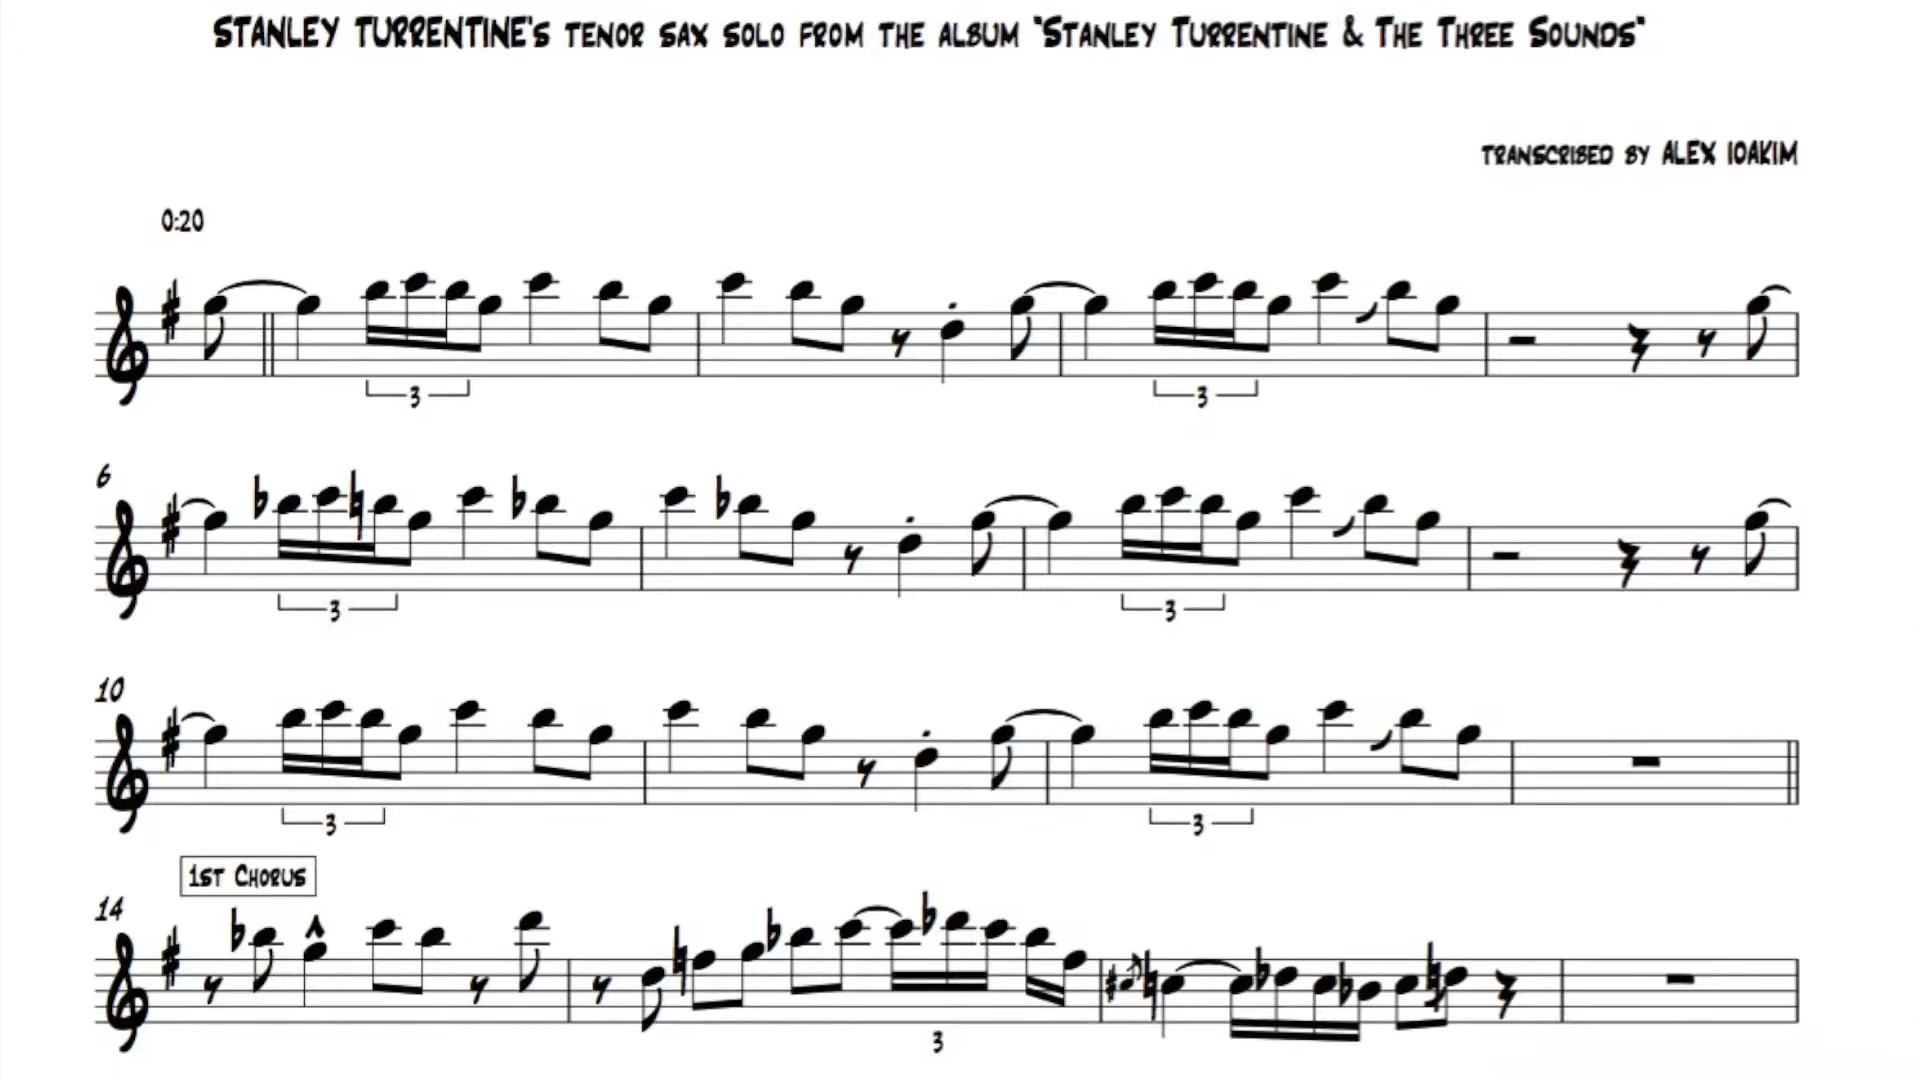 STANLEY TURRENTINE'S TENOR SAX SOLO FROM THE ALBUM "STANLEY TURRENTINE & THE THREE SOUNDS"
TRANSCRIBED BY ALEX IOAKIM
0:20
3 3
6
3 3
10
3 3
1ST CHORUS
14
3